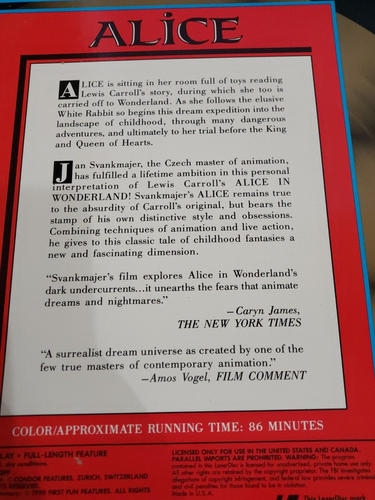 ALiCE
ALICE is sitting in her room full of toys reading
Lewis Carroll's story, during which she too is
carried off to Wonderland. As she follows the elusive
White Rabbit so begins this dream expedition into the
landscape of childhood, through many dangerous
adventures, and ultimately to her trial before the King
and Queen of Hearts.
Jan Svankmajer, the Czech master of animation,
has fulfilled a lifetime ambition in this personal
interpretation of Lewis Carroll's ALICE IN
WONDERLAND! Svankmajer's ALICE remains true
to the absurdity of Carroll's original, but bears the
stamp of his own distinctive style and obsessions.
Combining techniques of animation and live action,
he gives to this classic tale of childhood fantasies a
new and fascinating dimension.
"Svankmajer's film explores Alice in Wonderland's
dark undercurrents...it unearths the fears that animate
dreams and nightmares."
—Caryn James,
THE NEW YORK TIMES
"A surrealist dream universe as created by one of the
few true masters of contemporary animation."
—Amos Vogel, FILM COMMENT
COLOR/APPROXIMATE RUNNING TIME: 86 MINUTES
LAY • FULL-LENGTH FEATURE
dry conditions.
CONDOR FEATURES, ZURICH, SWITZERLAND
1990 FIRST RUN FEATURES. ALL RIGHTS
LICENSED ONLY FOR USE IN THE UNITED STATES AND CANADA.
PARALLEL IMPORTS ARE PROHIBITED. WARNING: The program
contained in this LaserDisc is licensed for unauthorized, private home use only.
All other rights are retained by the copyright proprietor. The FBI investigates
allegations of copyright infringement, and federal law provides severe criminal
and civil penalties for those found to be in violation.
Made in U.S.A.
This LaserDisc mark